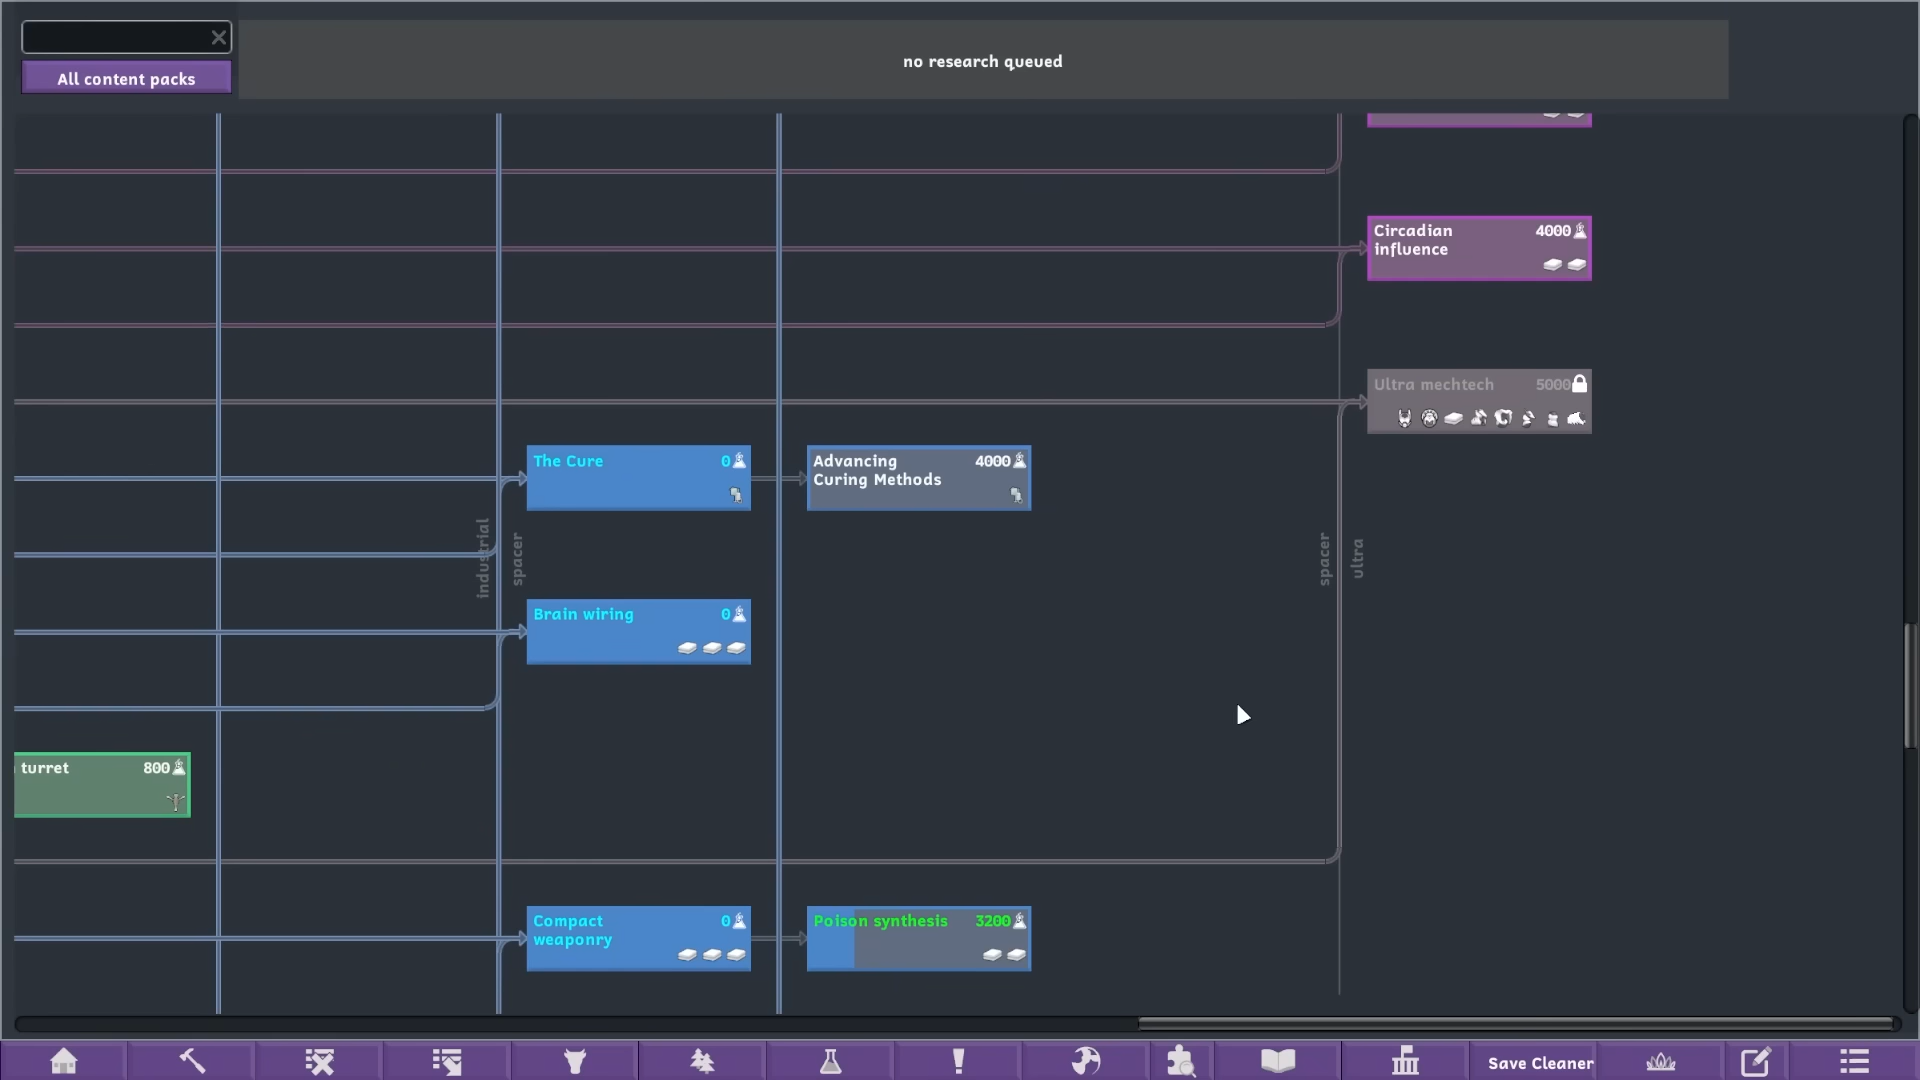 All content packs
no research queued
Circadian
influence
4000
Ultra mechtech
5000
The Cure
0
Advancing
Curing Methods
4000
industrial
spacer
spacer
ultra
Brain wiring
0
turret
800
Compact
weaponry
0
Poison synthesis
3200
Save Cleaner